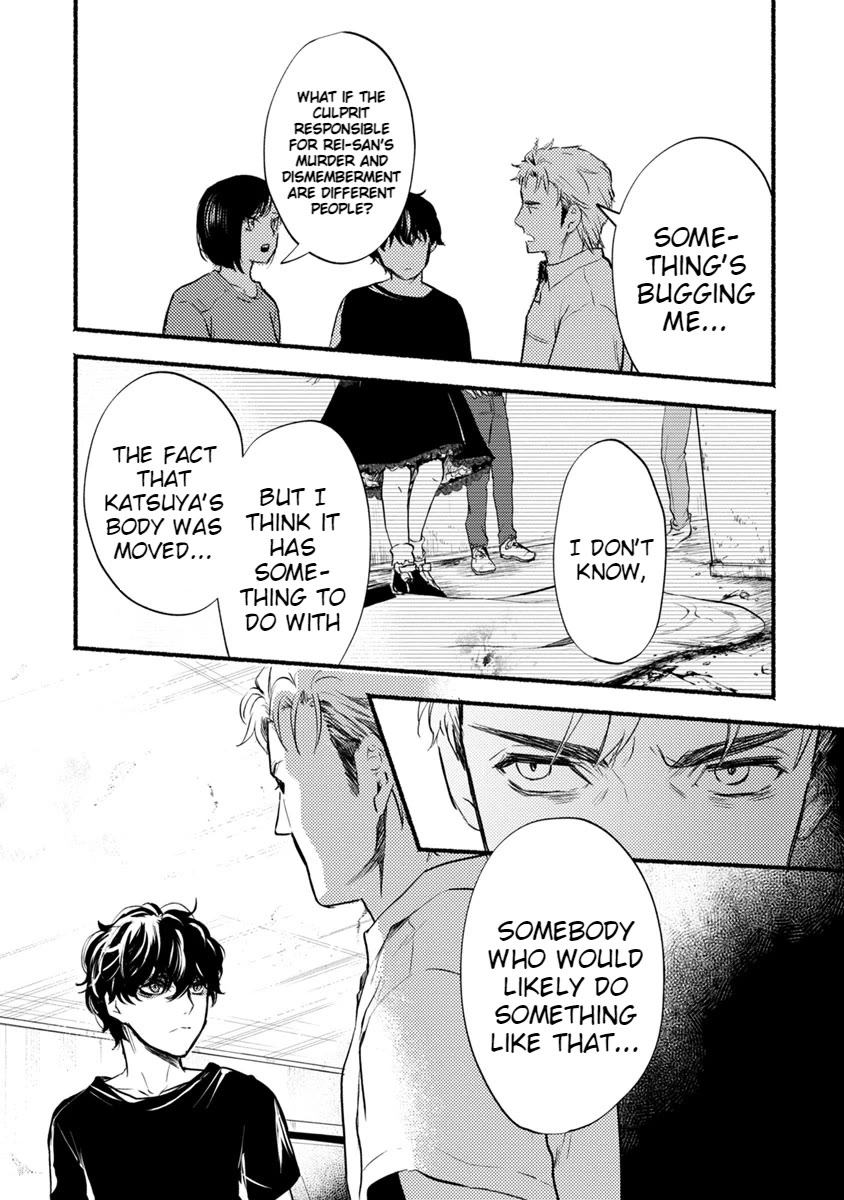 SOME-
THING'S
BUGGING
ME...
WHAT IF THE
CULPRIT
RESPONSIBLE
FOR REI-SAN'S
MURDER AND
DISMEMBERMENT
ARE DIFFERENT
PEOPLE?
I DON'T
KNOW,
BUT I
THINK IT
HAS
SOME-
THING TO
DO WITH
THE FACT
THAT
KATSUYA'S
BODY WAS
MOVED...
SOMEBODY
WHO WOULD
LIKELY DO
SOMETHING
LIKE THAT...